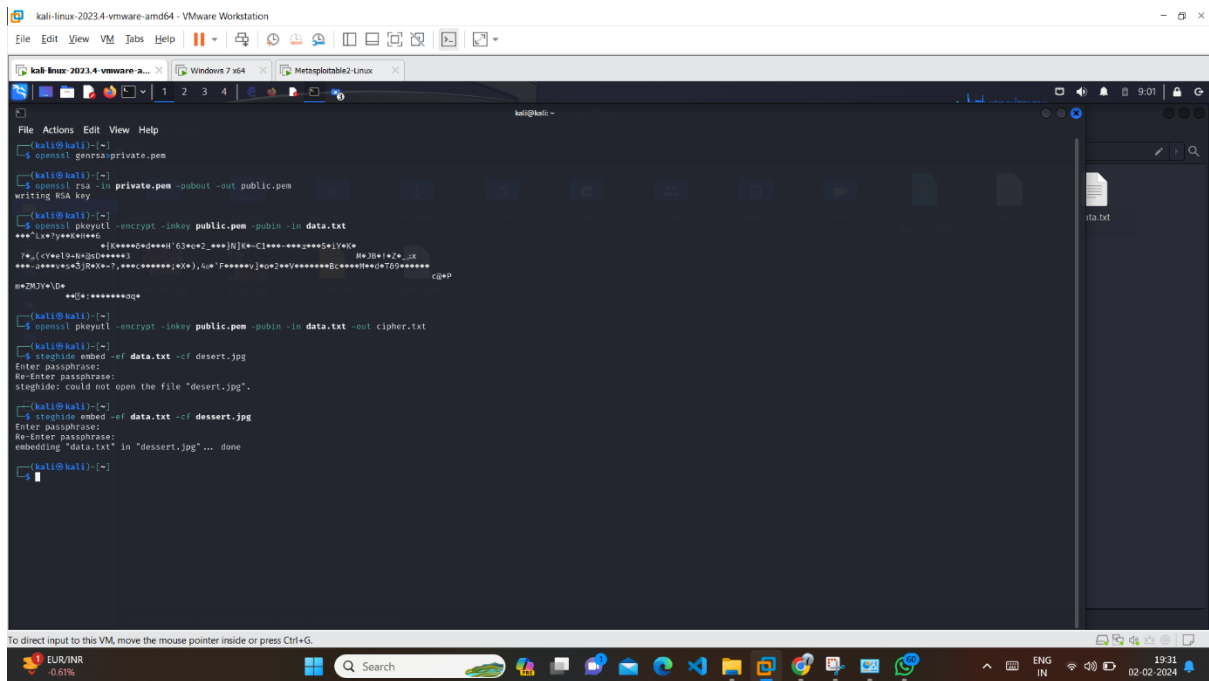 kali-linux-2023.4-vmware-amd64 - VMware Workstation
File Edit View VM Tabs Help
kali-linux-2023.4-vmware-a... Windows 7 x64 Metasploitable2-Linux
1 2 3 4 9:01
kali@kali: ~
File Actions Edit View Help
(kali㉿kali)-[~]
$ openssl genrsa>private.pem
(kali㉿kali)-[~]
$ openssl rsa -in private.pem -pubout -out public.pem
writing RSA key
(kali㉿kali)-[~]
$ openssl pkeyutl -encrypt -inkey public.pem -pubin -in data.txt
(kali㉿kali)-[~]
$ openssl pkeyutl -encrypt -inkey public.pem -pubin -in data.txt -out cipher.txt
(kali㉿kali)-[~]
$ steghide embed -ef data.txt -cf desert.jpg
Enter passphrase:
Re-Enter passphrase:
steghide: could not open the file "desert.jpg".
(kali㉿kali)-[~]
$ steghide embed -ef data.txt -cf dessert.jpg
Enter passphrase:
Re-Enter passphrase:
embedding "data.txt" in "dessert.jpg"... done
(kali㉿kali)-[~]
$
ata.txt
To direct input to this VM, move the mouse pointer inside or press Ctrl+G.
EUR/INR
-0.61%
Search
ENG
IN
19:31
02-02-2024